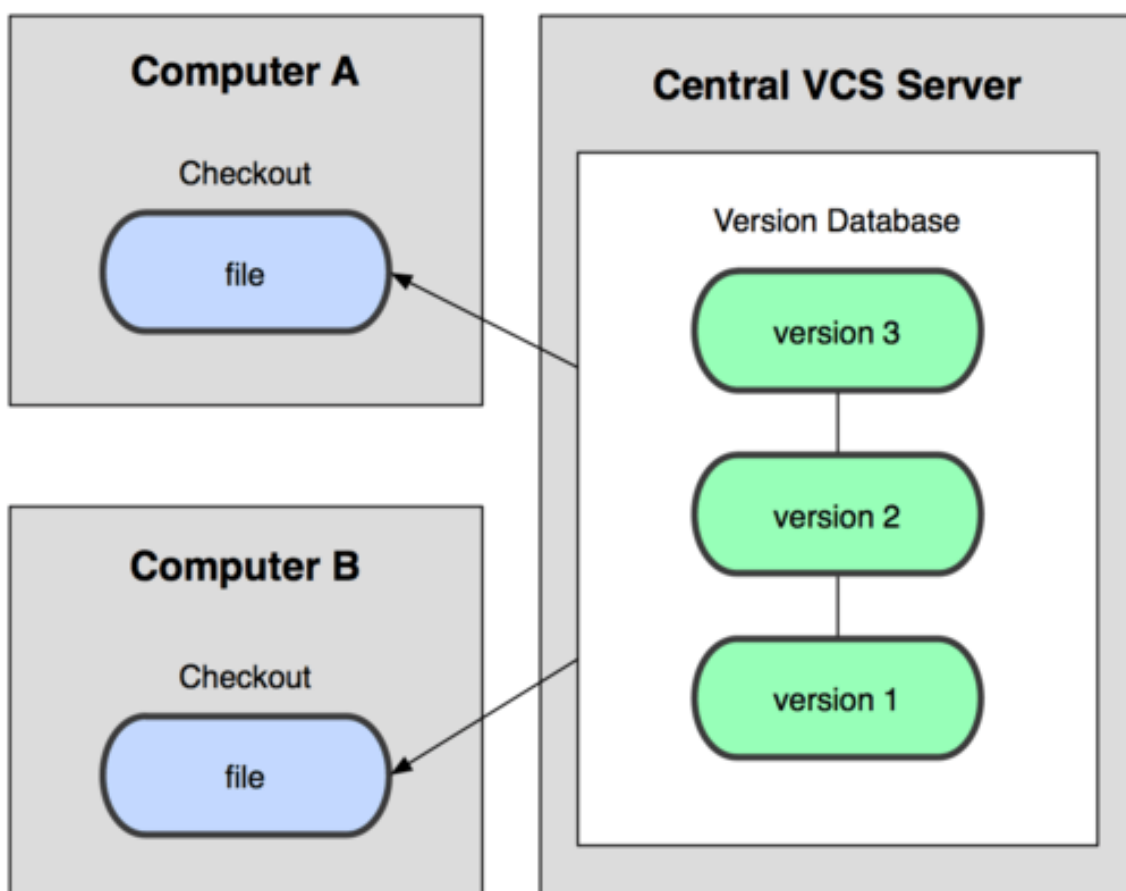 Computer A
Checkout
file
Computer B
Checkout
file
Central VCS Server
Version Database
version 3
version 2
version 1